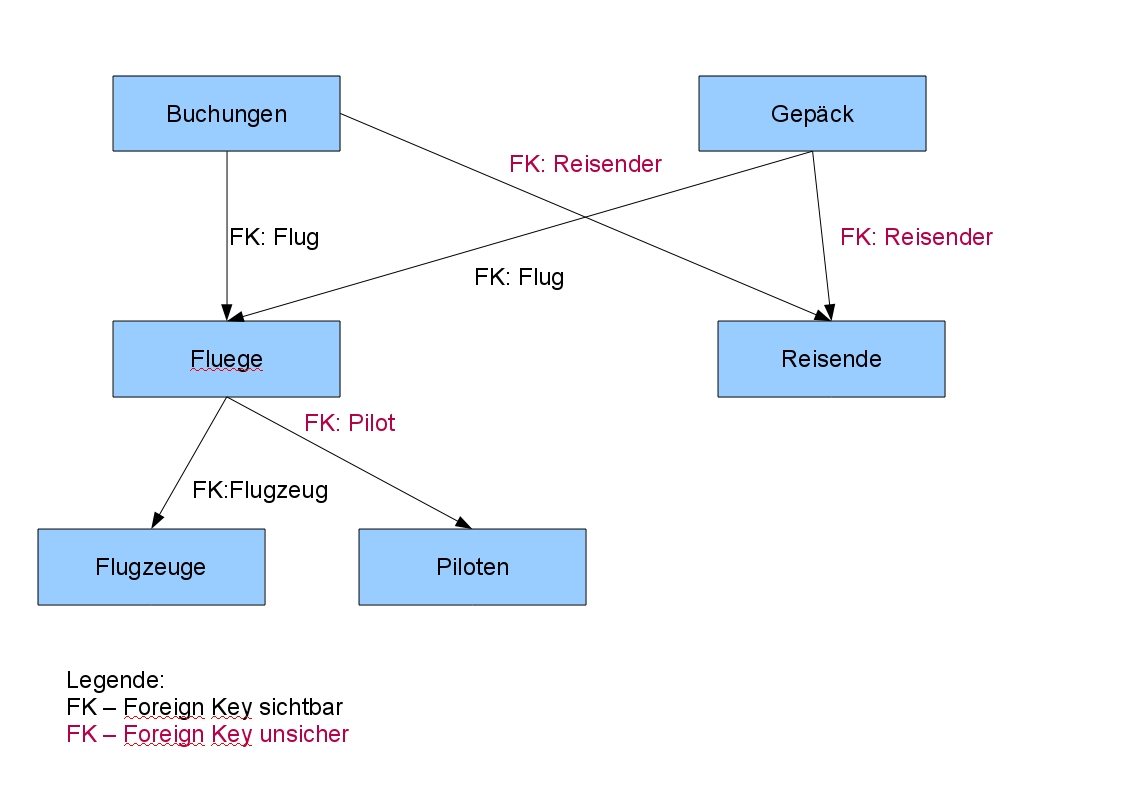 Buchungen
Gepäck
FK: Reisender
FK: Flug
FK: Reisender
FK: Flug
Fluege
Reisende
FK: Pilot
FK:Flugzeug
Flugzeuge
Piloten
Legende:
FK – Foreign Key sichtbar
FK – Foreign Key unsicher